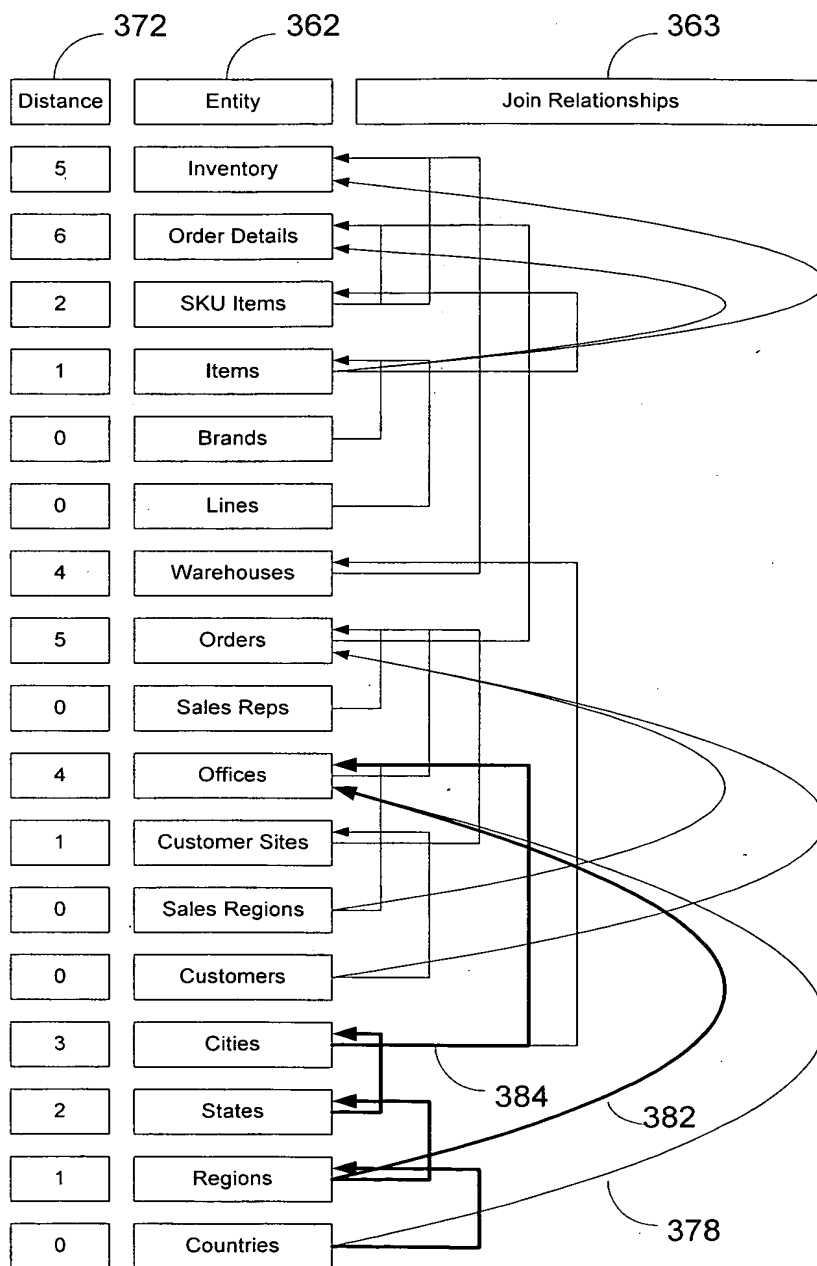 372 362 363
Distance Entity Join Relationships
5 Inventory
6 Order Details
2 SKU Items
1 Items
0 Brands
0 Lines
4 Warehouses
5 Orders
0 Sales Reps
4 Offices
1 Customer Sites
0 Sales Regions
0 Customers
3 Cities
384
2 States
382
1 Regions
378
0 Countries